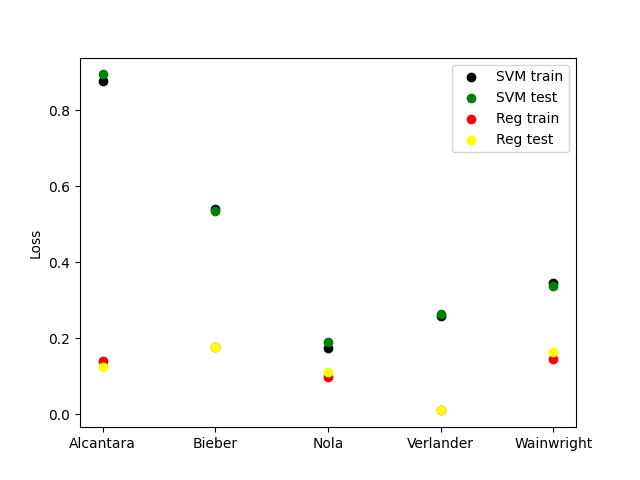 SVM train
SVM test
Reg train
Reg test
Loss
0.8
0.6
0.4
0.2
0.0
Alcantara Bieber Nola Verlander Wainwright